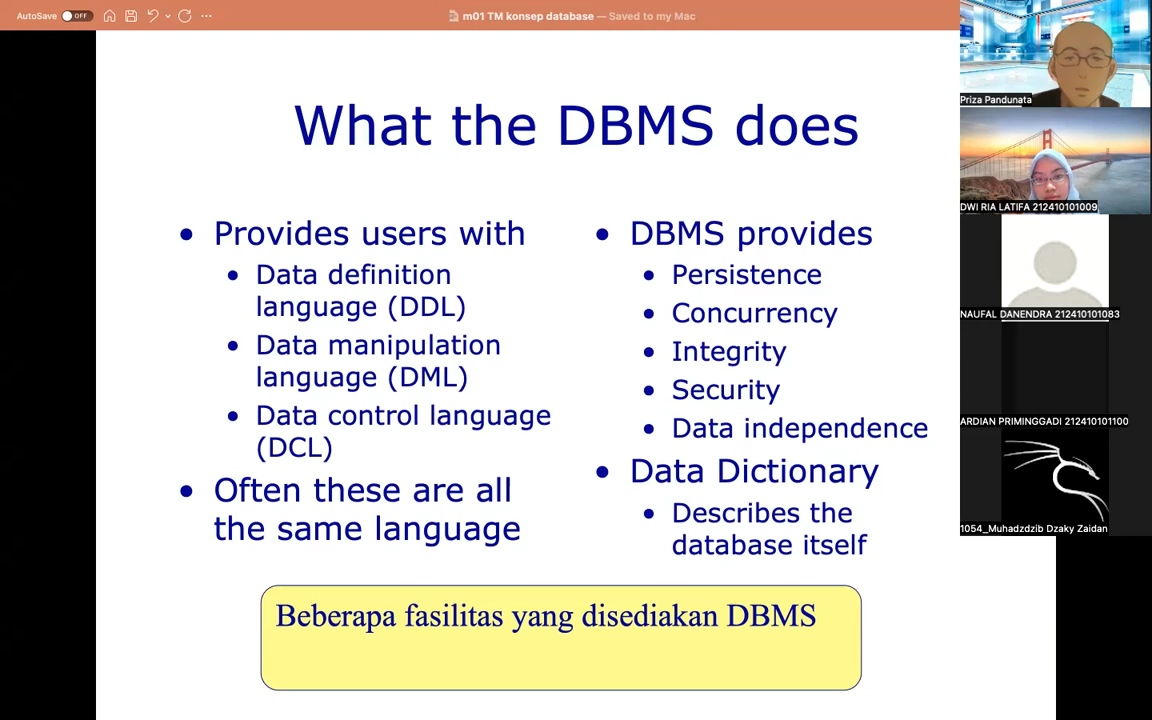 AutoSave OFF
m01 TM konsep database — Saved to my Mac
What the DBMS does
• Provides users with
• Data definition
language (DDL)
• Data manipulation
language (DML)
• Data control language
(DCL)
• Often these are all
the same language
• DBMS provides
• Persistence
• Concurrency
• Integrity
• Security
• Data independence
• Data Dictionary
• Describes the
database itself
Beberapa fasilitas yang disediakan DBMS
Priza Pandunata
DWI RIA LATIFA 212410101009
NAUFAL DANENDRA 212410101083
ARDIAN PRIMINGGADI 212410101100
1054_Muhadzdzib Dzaky Zaidan